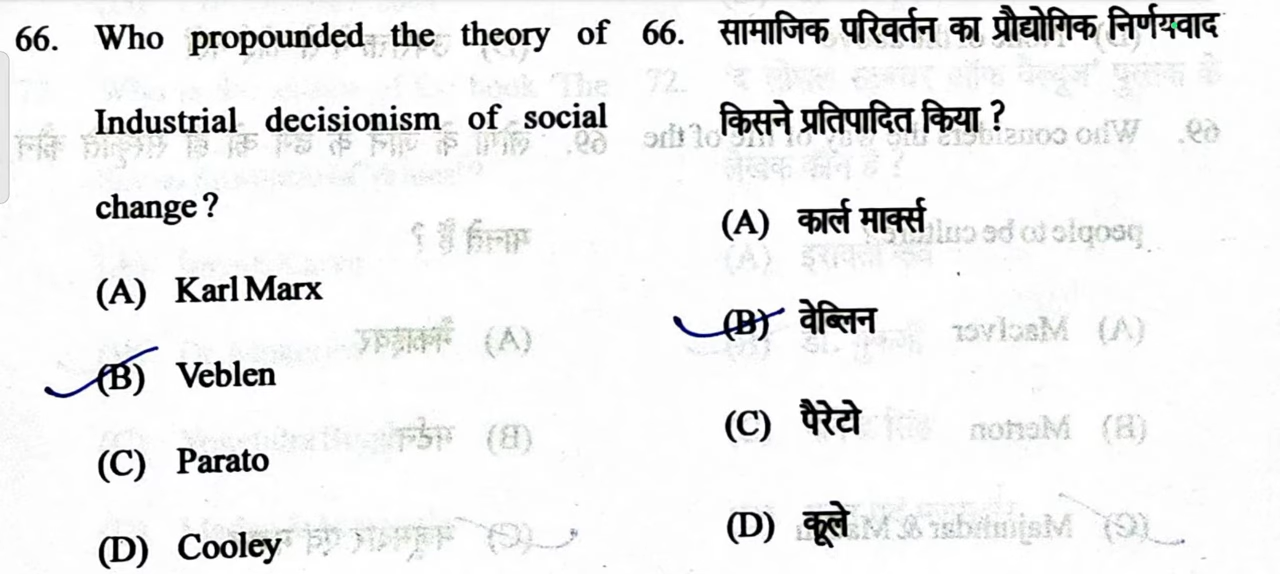 66. Who propounded the theory of
Industrial decisionism of social
change?
(A) Karl Marx
(B) Veblen
(C) Parato
(D) Cooley
66. सामाजिक परिवर्तन का प्रौद्योगिक निर्णयवाद
किसने प्रतिपादित किया ?
(A) कार्ल मार्क्स
(B) वेब्लिन
(C) पैरेटो
(D) कूले